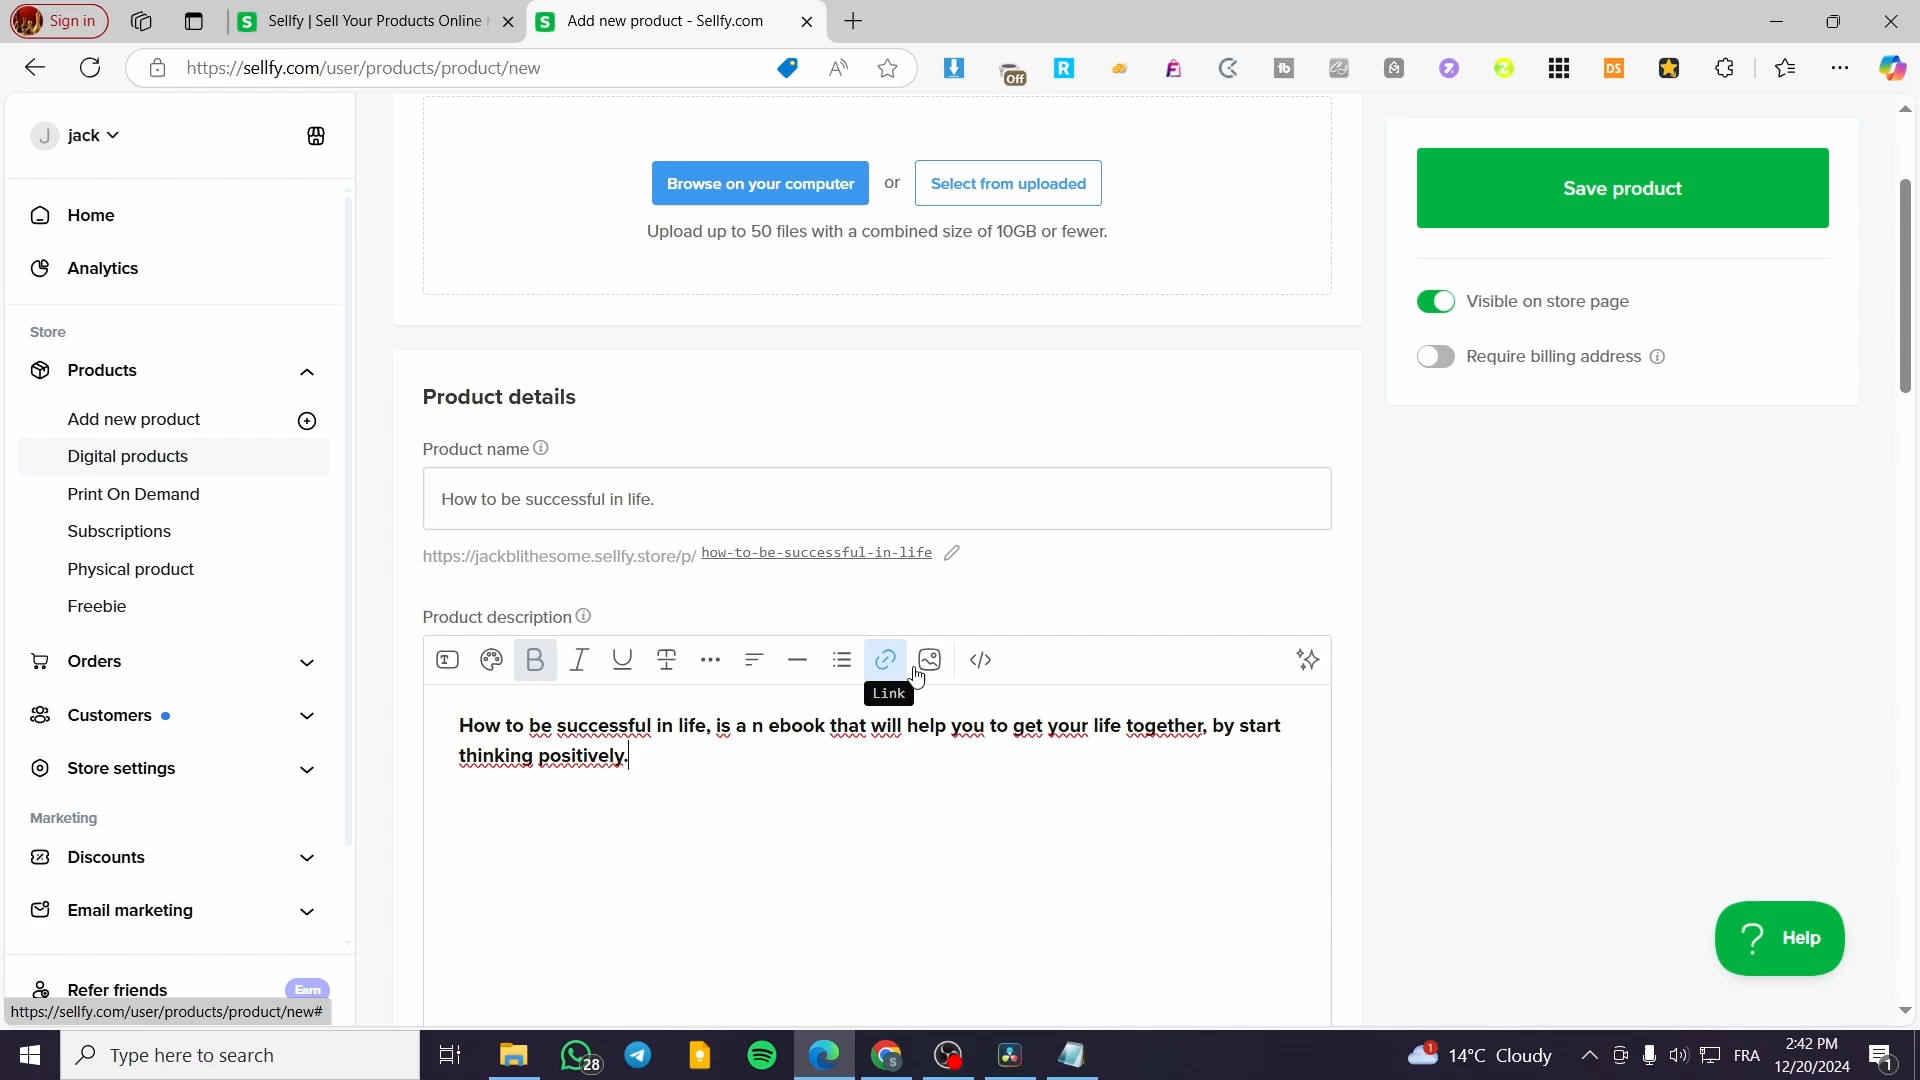 Sign in
Sellfy | Sell Your Products Online
Add new product - Sellfy.com
https://sellfy.com/user/products/product/new
Off
J jack
Home
Analytics
Store
Products
Add new product
Digital products
Print On Demand
Subscriptions
Physical product
Freebie
Orders
Customers
Store settings
Marketing
Discounts
Email marketing
Refer friends Earn
https://sellfy.com/user/products/product/new#
Browse on your computer or Select from uploaded
Upload up to 50 files with a combined size of 10GB or fewer.
Product details
Product name
How to be successful in life.
https://jackblithesome.sellfy.store/p/ how-to-be-successful-in-life
Product description
Link
How to be successful in life, is a n ebook that will help you to get your life together, by start
thinking positively.
Save product
Visible on store page
Require billing address
? Help
Type here to search
28
1
14°C Cloudy
FRA
2:42 PM
12/20/2024
1